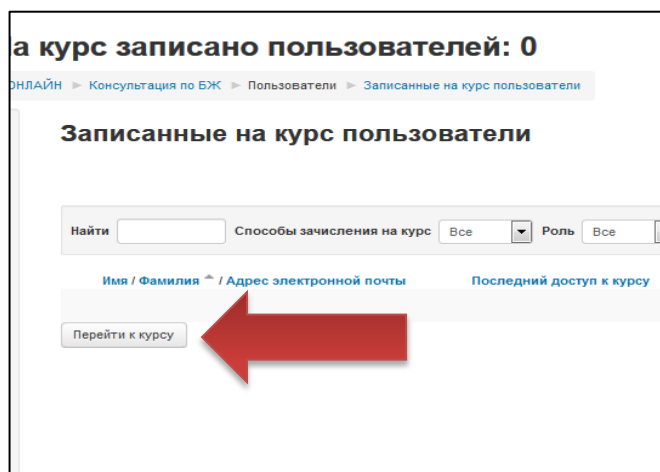 а курс записано пользователей: 0
ОНЛАЙН ► Консультация по БЖ ► Пользователи ► Записанные на курс пользователи
Записанные на курс пользователи
Найти Способы зачисления на курс Все Роль Все
Имя / Фамилия / Адрес электронной почты Последний доступ к курсу
Перейти к курсу